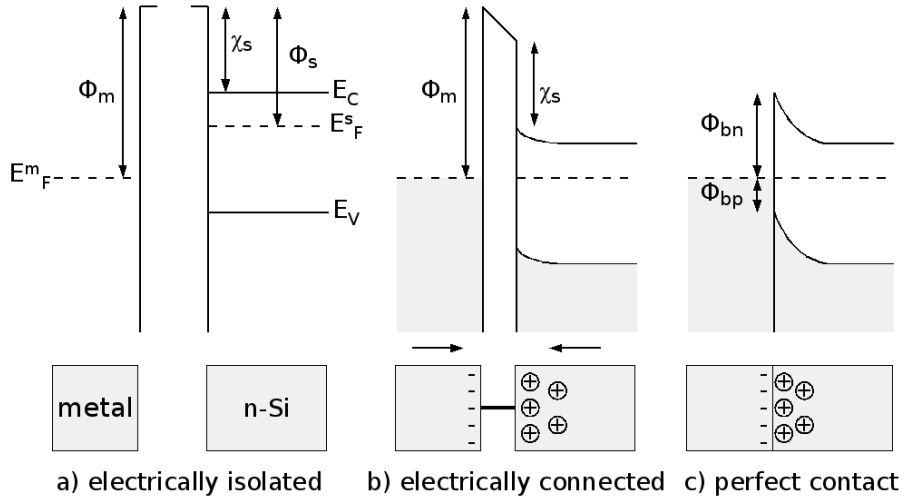 Φm
χs
Φs
EC
EsF
EmF
EV
Φm
χs
Φbn
Φbp
metal
n-Si
a) electrically isolated
b) electrically connected
c) perfect contact